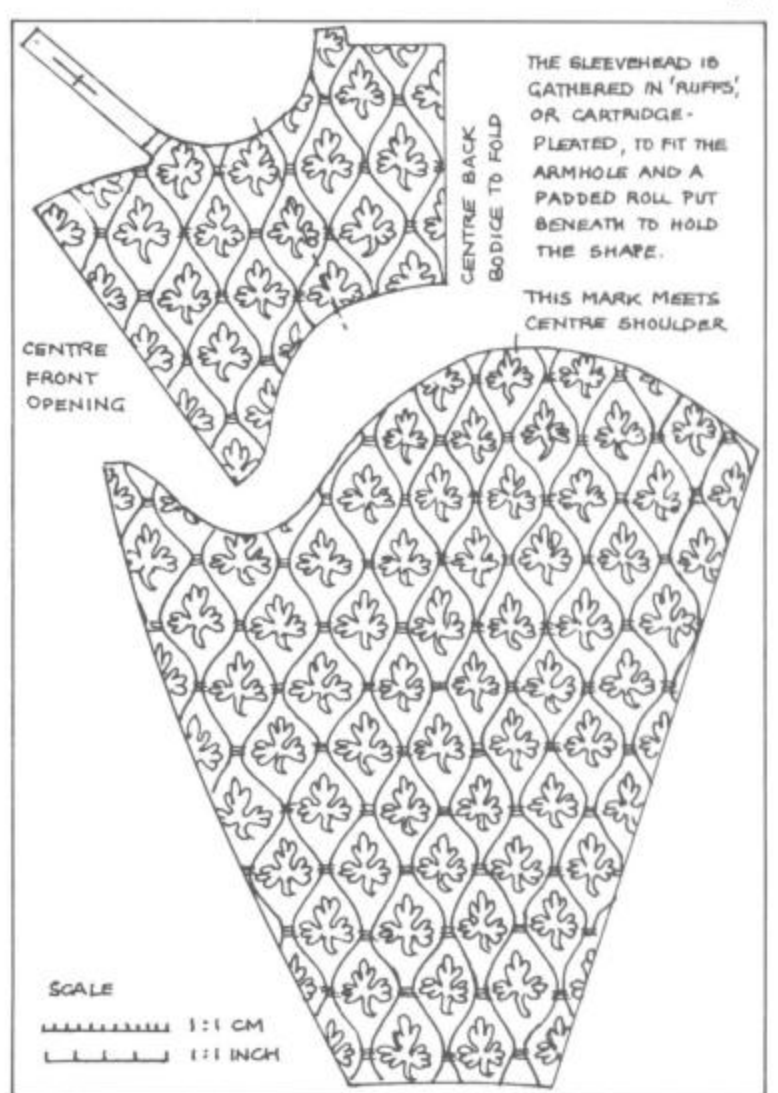 THE SLEEVEHEAD IS
GATHERED IN 'RUFFS',
OR CARTRIDGE-
PLEATED, TO FIT THE
ARMHOLE AND A
PADDED ROLL PUT
BENEATH TO HOLD
THE SHAPE.
CENTRE BACK
BODICE TO FOLD
THIS MARK MEETS
CENTRE SHOULDER
CENTRE
FRONT
OPENING
SCALE
1:1 CM
1:1 INCH